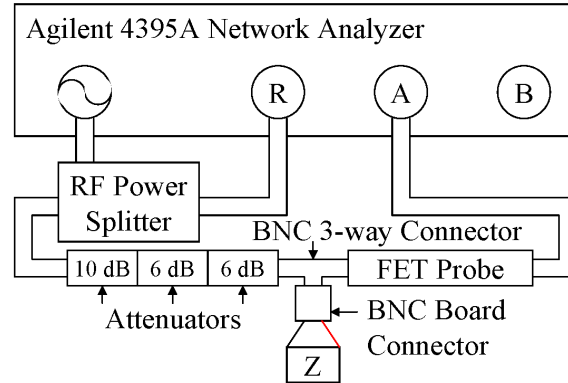 Agilent 4395A Network Analyzer
R
A
B
RF Power
Splitter
BNC 3-way Connector
10 dB
6 dB
6 dB
FET Probe
Attenuators
BNC Board
Connector
Z